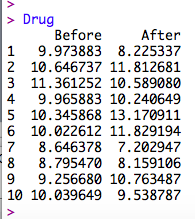 >
> Drug
Before After
1 9.973883 8.225337
2 10.646737 11.812681
3 11.361252 10.589080
4 9.965883 10.240649
5 10.345868 13.170911
6 10.022612 11.829194
7 8.646378 7.202947
8 8.795470 8.159106
9 9.256680 10.763487
10 10.039649 9.538787
>